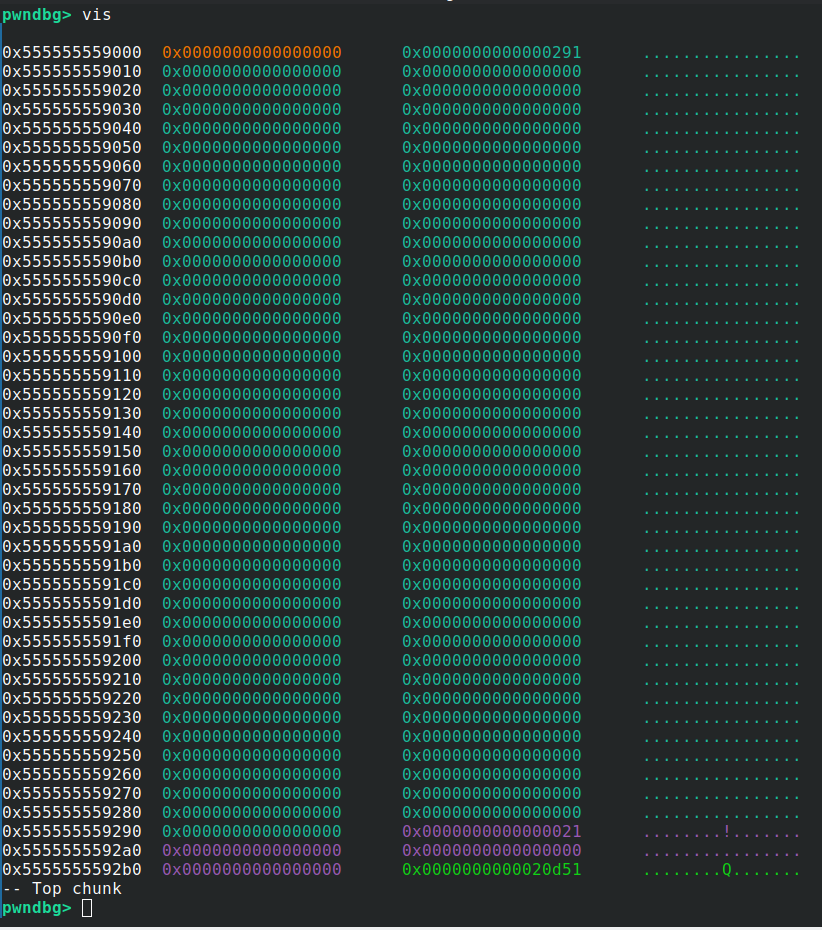 pwndbg> vis
0x555555559000 0x0000000000000000 0x0000000000000291 ................
0x555555559010 0x0000000000000000 0x0000000000000000 ................
0x555555559020 0x0000000000000000 0x0000000000000000 ................
0x555555559030 0x0000000000000000 0x0000000000000000 ................
0x555555559040 0x0000000000000000 0x0000000000000000 ................
0x555555559050 0x0000000000000000 0x0000000000000000 ................
0x555555559060 0x0000000000000000 0x0000000000000000 ................
0x555555559070 0x0000000000000000 0x0000000000000000 ................
0x555555559080 0x0000000000000000 0x0000000000000000 ................
0x555555559090 0x0000000000000000 0x0000000000000000 ................
0x5555555590a0 0x0000000000000000 0x0000000000000000 ................
0x5555555590b0 0x0000000000000000 0x0000000000000000 ................
0x5555555590c0 0x0000000000000000 0x0000000000000000 ................
0x5555555590d0 0x0000000000000000 0x0000000000000000 ................
0x5555555590e0 0x0000000000000000 0x0000000000000000 ................
0x5555555590f0 0x0000000000000000 0x0000000000000000 ................
0x555555559100 0x0000000000000000 0x0000000000000000 ................
0x555555559110 0x0000000000000000 0x0000000000000000 ................
0x555555559120 0x0000000000000000 0x0000000000000000 ................
0x555555559130 0x0000000000000000 0x0000000000000000 ................
0x555555559140 0x0000000000000000 0x0000000000000000 ................
0x555555559150 0x0000000000000000 0x0000000000000000 ................
0x555555559160 0x0000000000000000 0x0000000000000000 ................
0x555555559170 0x0000000000000000 0x0000000000000000 ................
0x555555559180 0x0000000000000000 0x0000000000000000 ................
0x555555559190 0x0000000000000000 0x0000000000000000 ................
0x5555555591a0 0x0000000000000000 0x0000000000000000 ................
0x5555555591b0 0x0000000000000000 0x0000000000000000 ................
0x5555555591c0 0x0000000000000000 0x0000000000000000 ................
0x5555555591d0 0x0000000000000000 0x0000000000000000 ................
0x5555555591e0 0x0000000000000000 0x0000000000000000 ................
0x5555555591f0 0x0000000000000000 0x0000000000000000 ................
0x555555559200 0x0000000000000000 0x0000000000000000 ................
0x555555559210 0x0000000000000000 0x0000000000000000 ................
0x555555559220 0x0000000000000000 0x0000000000000000 ................
0x555555559230 0x0000000000000000 0x0000000000000000 ................
0x555555559240 0x0000000000000000 0x0000000000000000 ................
0x555555559250 0x0000000000000000 0x0000000000000000 ................
0x555555559260 0x0000000000000000 0x0000000000000000 ................
0x555555559270 0x0000000000000000 0x0000000000000000 ................
0x555555559280 0x0000000000000000 0x0000000000000000 ................
0x555555559290 0x0000000000000000 0x0000000000000021 ........!.......
0x5555555592a0 0x0000000000000000 0x0000000000000000 ................
0x5555555592b0 0x0000000000000000 0x0000000000020d51 ........Q.......
-- Top chunk
pwndbg>